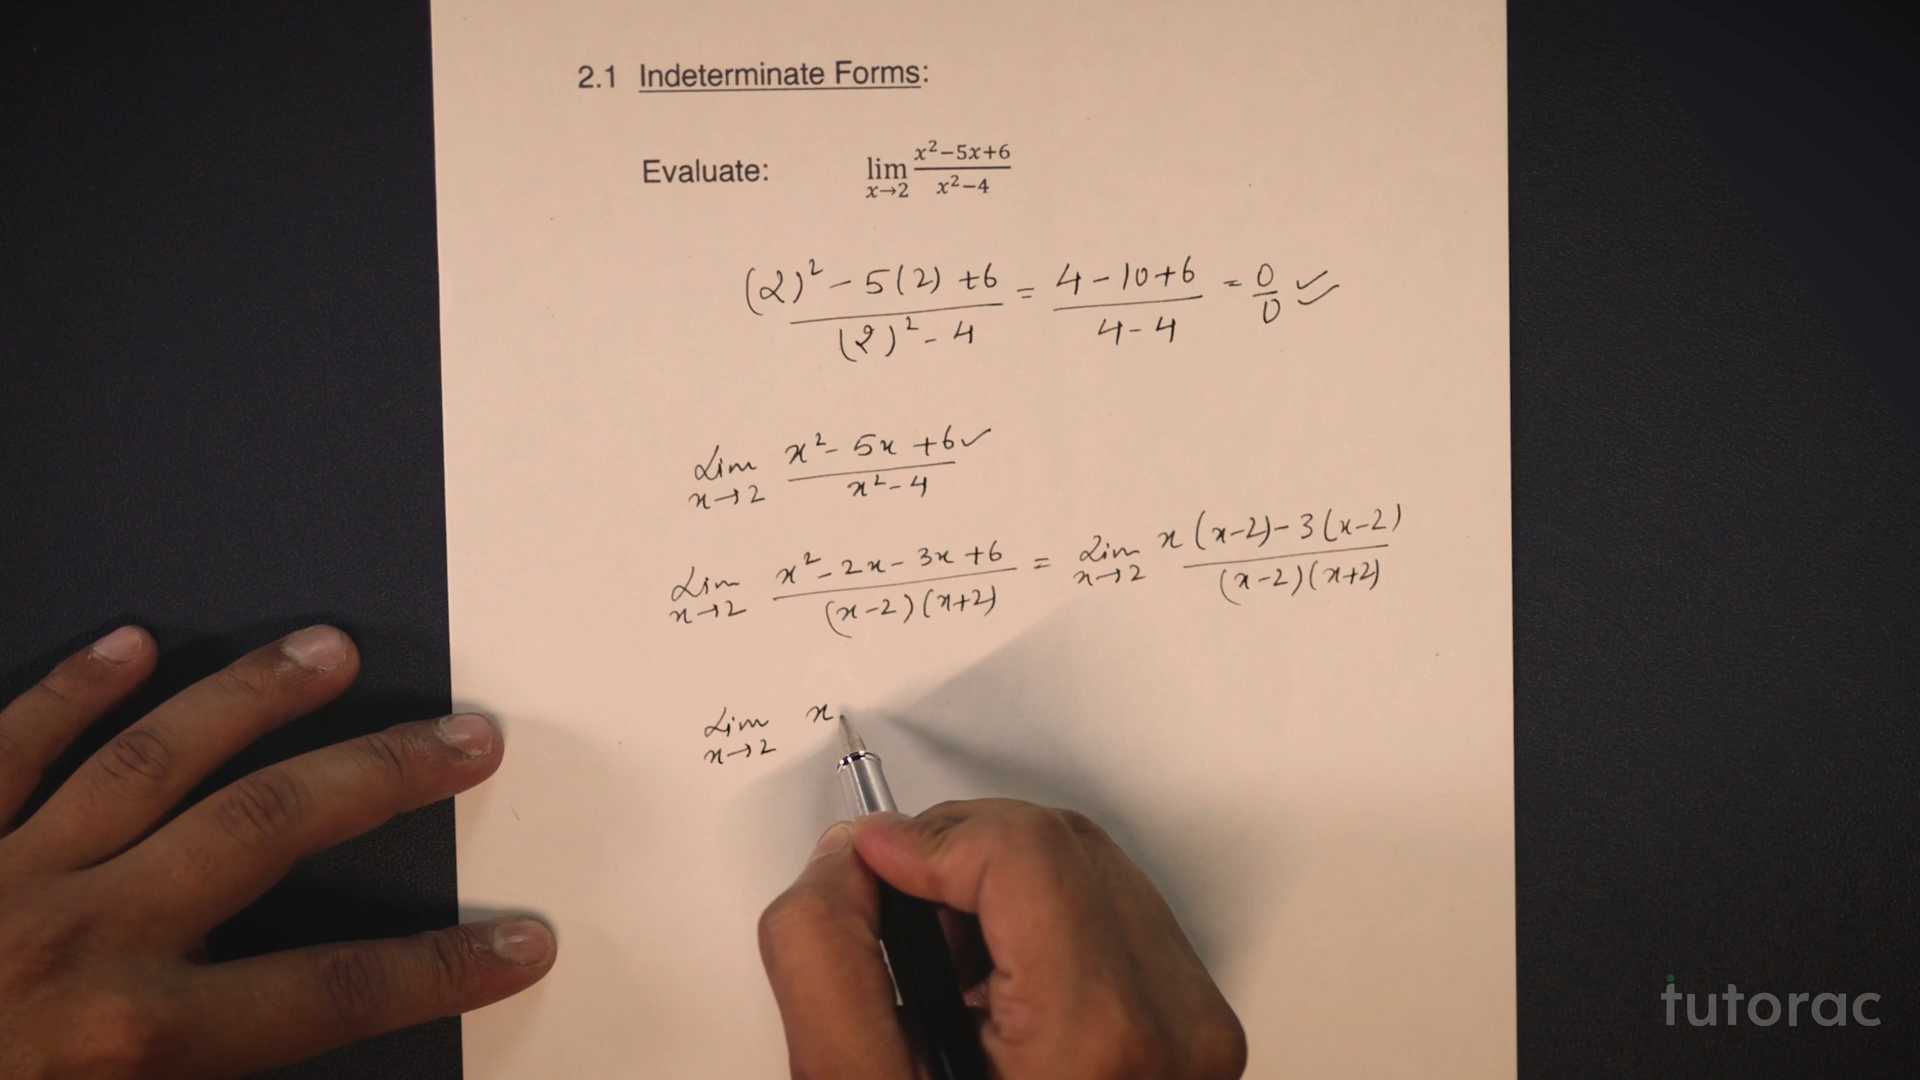 2.1 Indeterminate Forms:
Evaluate: lim x→2 (x²−5x+6)/(x²−4)
((2)² − 5(2) + 6)/((2)² − 4) = (4 − 10 + 6)/(4 − 4) = 0/0 ✓
Lim x→2 (x² − 5x + 6)/(x² − 4) ✓
Lim x→2 (x² − 2x − 3x + 6)/((x−2)(x+2)) = Lim x→2 (x(x−2) − 3(x−2))/((x−2)(x+2))
Lim x→2 x
tutorac